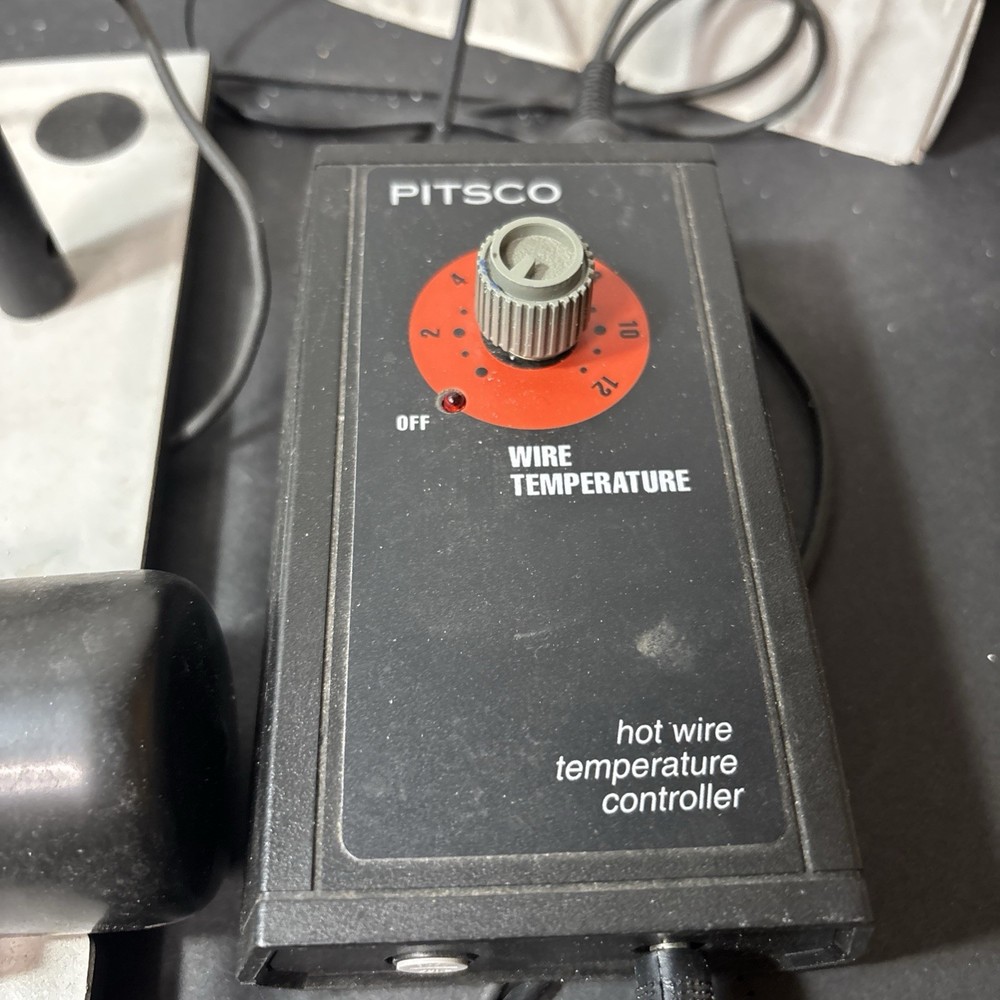 PITSCO
4
2
10
12
OFF
WIRE
TEMPERATURE
hot wire
temperature
controller